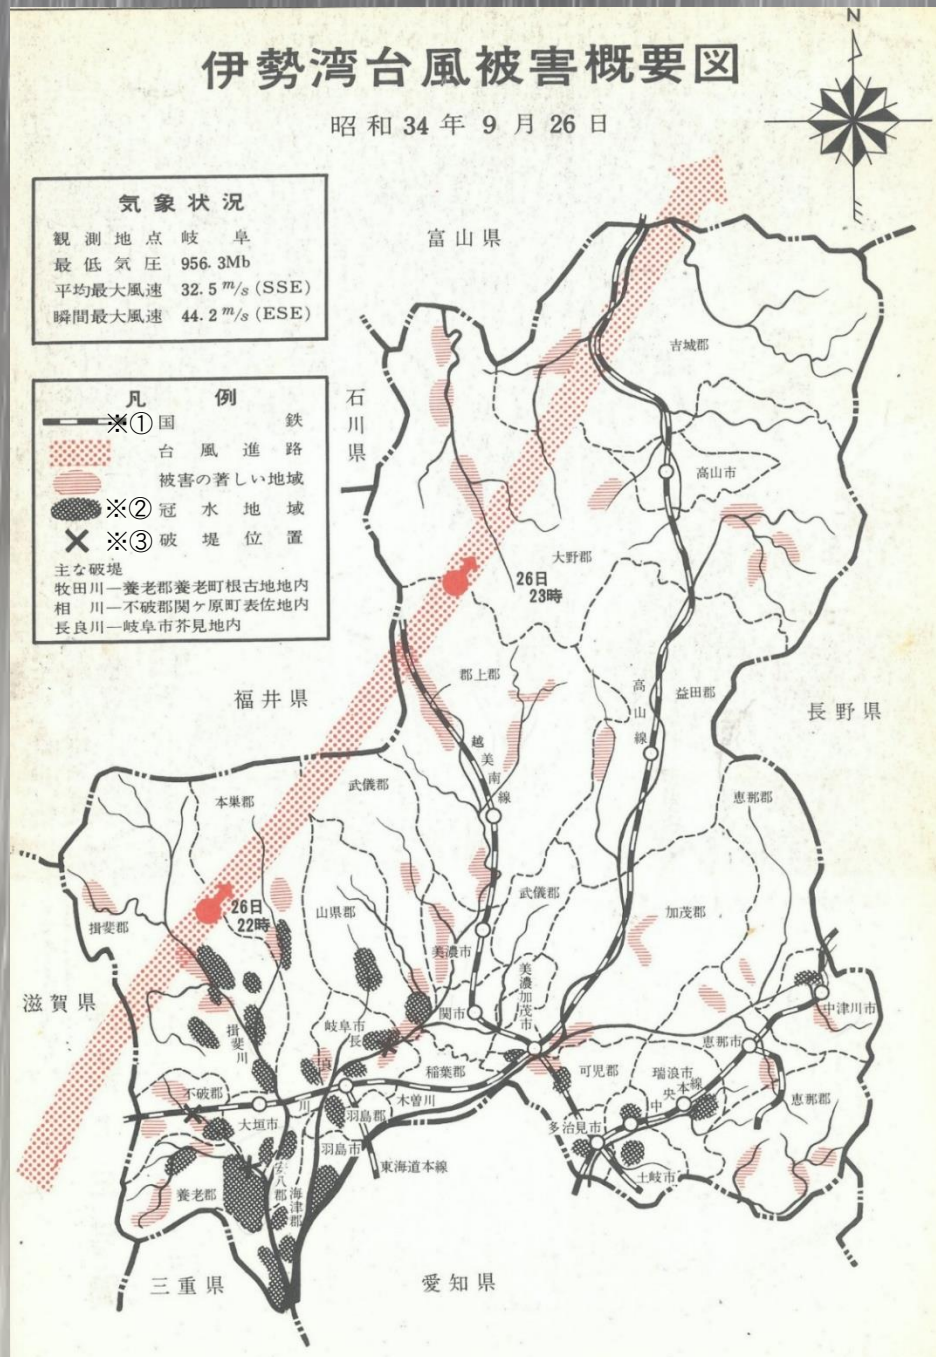 N
伊勢湾台風被害概要図
昭和34年9月26日
気象状況
観測地点 岐阜
最低気圧 956.3Mb
平均最大風速 32.5 m/s (SSE)
瞬間最大風速 44.2 m/s (ESE)
凡例
※①国鉄
台風進路
被害の著しい地域
※②冠水地域
※③破堤位置
主な破堤
牧田川―養老郡養老町根古地地内
相川―不破郡関ヶ原町表佐地内
長良川―岐阜市芥見地内
富山県
石川県
福井県
長野県
滋賀県
三重県
愛知県
吉城郡
高山市
大野郡
26日
23時
郡上郡
高山線
益田郡
越美南線
武儀郡
本巣郡
恵那郡
26日
22時
山県郡
武儀郡
加茂郡
揖斐郡
美濃市
美濃加茂市
関市
中津川市
岐阜市
長良川
揖斐川
恵那市
稲葉郡
可児郡
瑞浪市
中央本線
恵那郡
不破郡
木曽川
大垣市
羽島郡
羽島市
多治見市
東海道本線
土岐市
養老郡
安八郡
海津郡